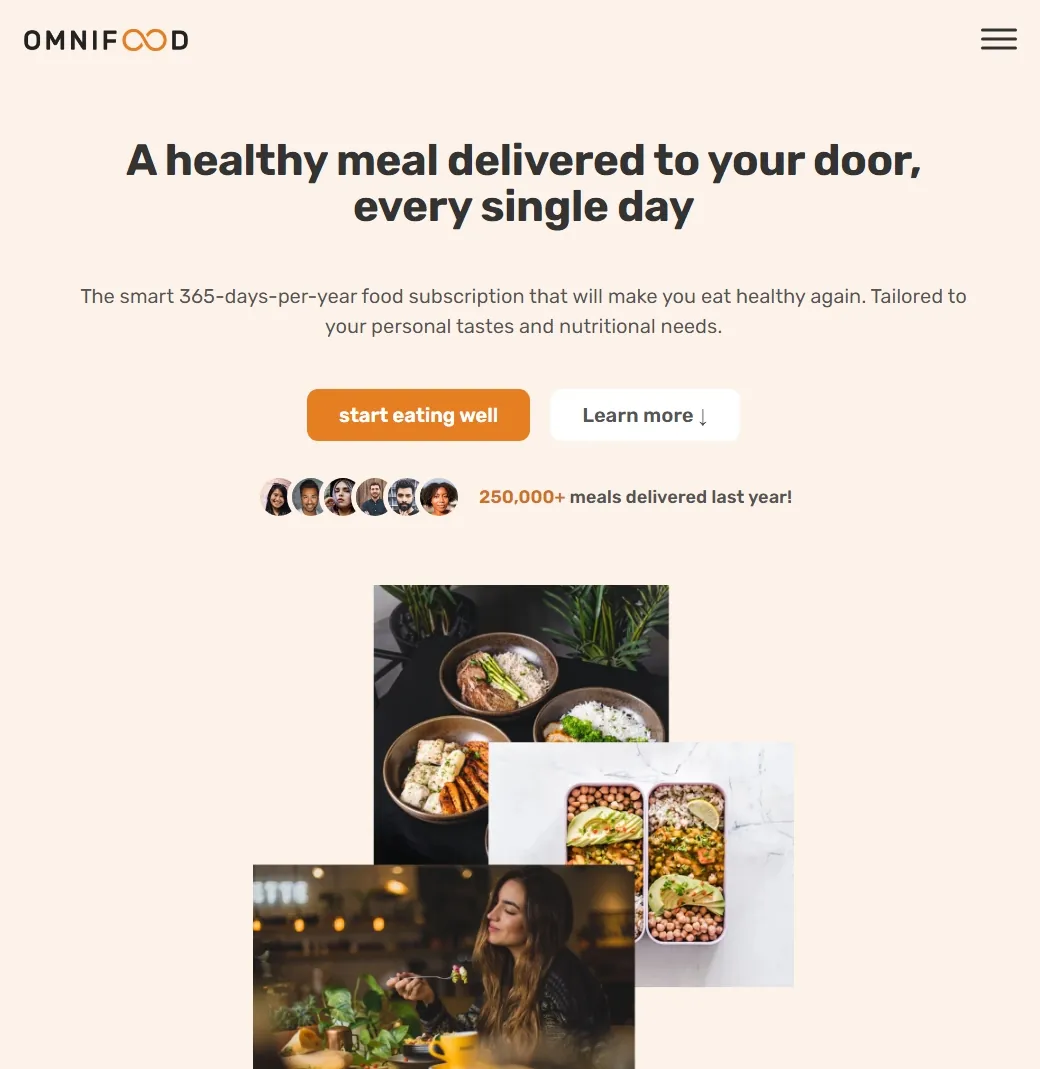 OMNIFOOD
A healthy meal delivered to your door,
every single day
The smart 365-days-per-year food subscription that will make you eat healthy again. Tailored to
your personal tastes and nutritional needs.
start eating well
Learn more ↓
250,000+ meals delivered last year!